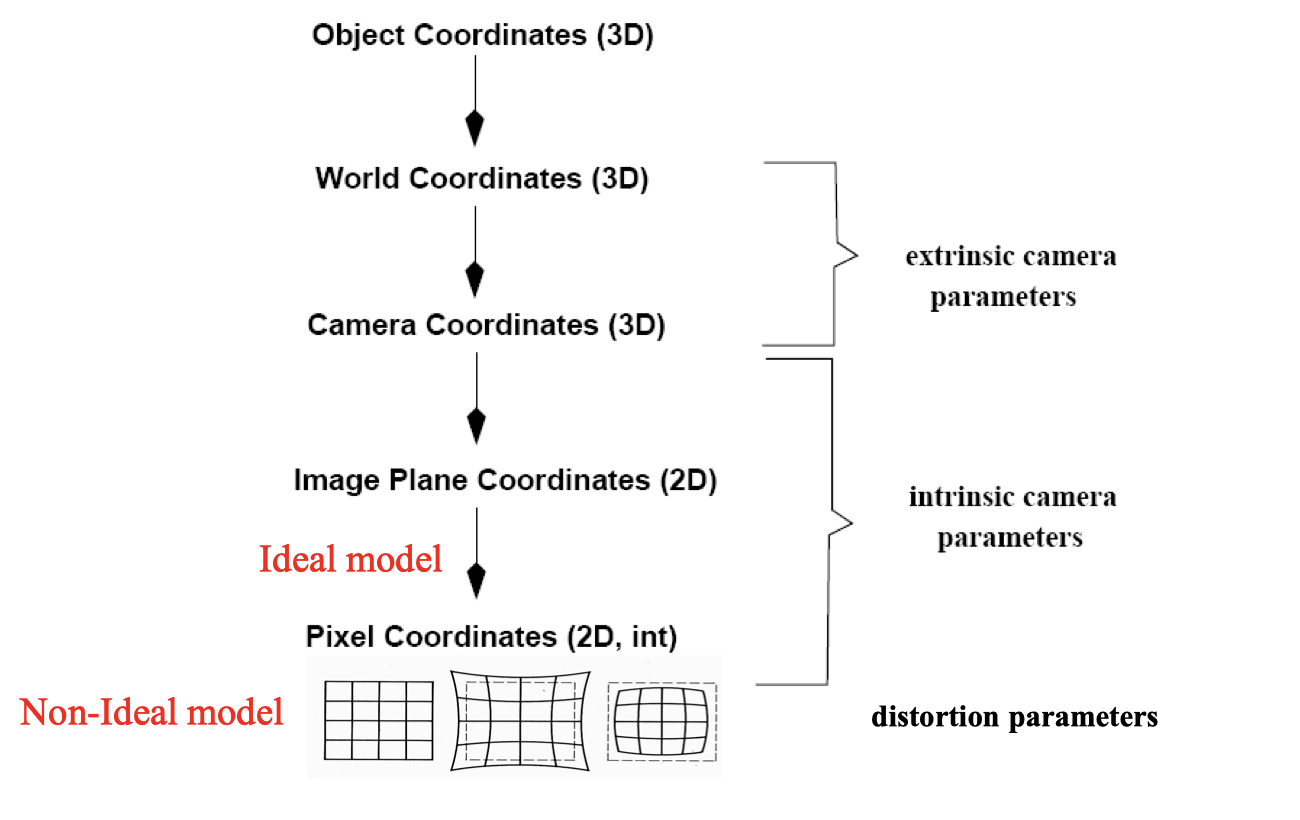 Object Coordinates (3D)
World Coordinates (3D)
extrinsic camera
parameters
Camera Coordinates (3D)
Image Plane Coordinates (2D)
intrinsic camera
parameters
Ideal model
Pixel Coordinates (2D, int)
Non-Ideal model
distortion parameters